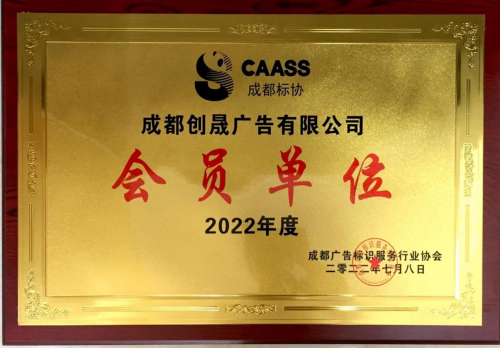 CAASS
成都标协
成都创晟广告有限公司
会员单位
2022年度
成都广告标识服务行业协会
二零二二年七月八日